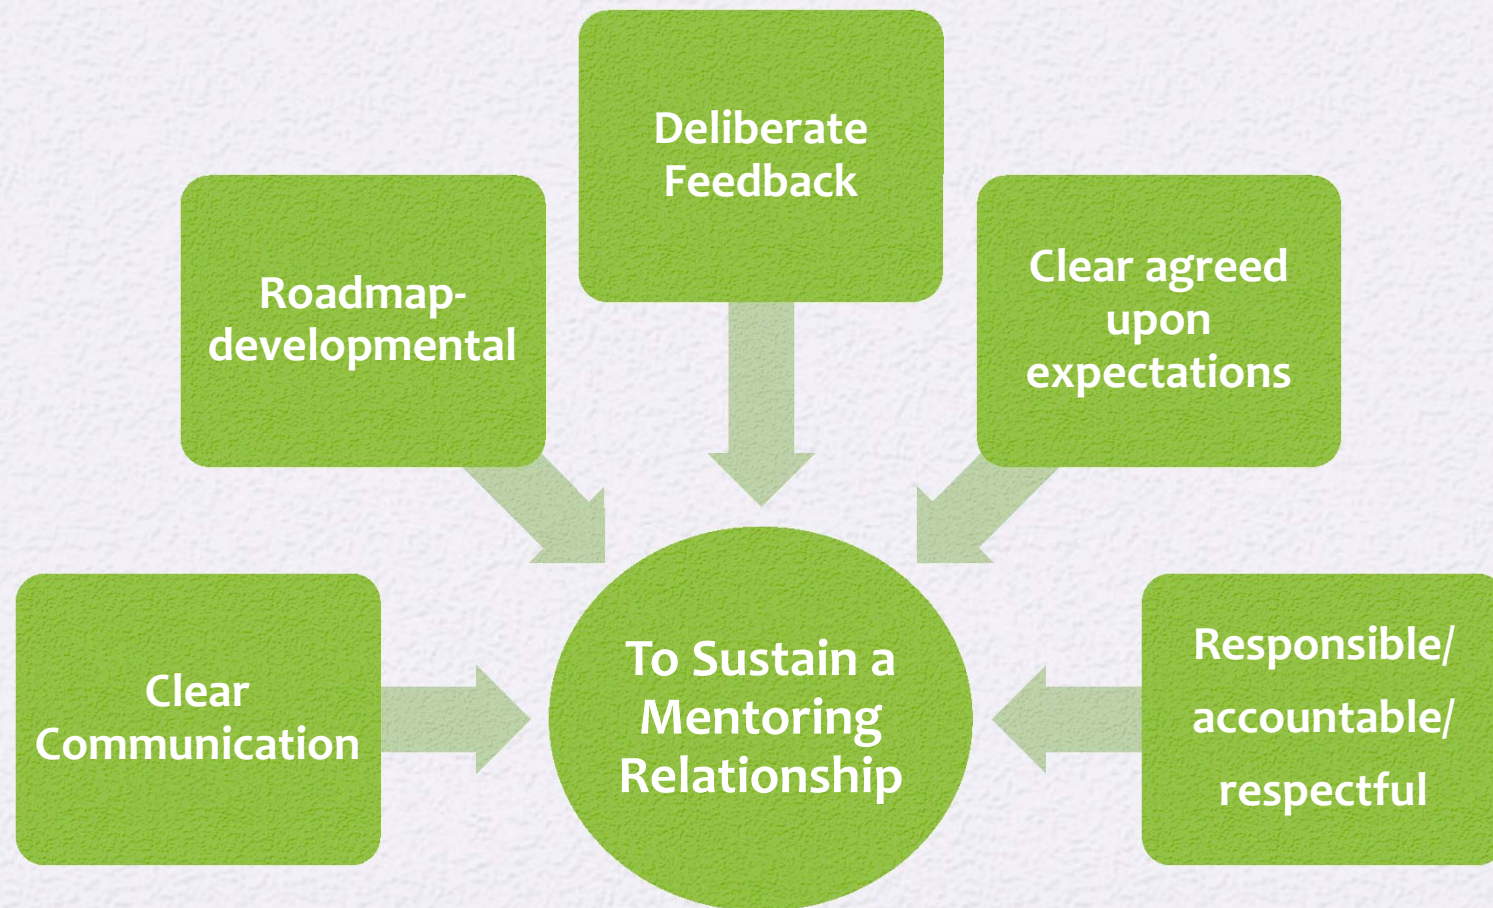 Deliberate
Feedback
Roadmap-
developmental
Clear agreed
upon
expectations
Clear
Communication
To Sustain a
Mentoring
Relationship
Responsible/
accountable/
respectful